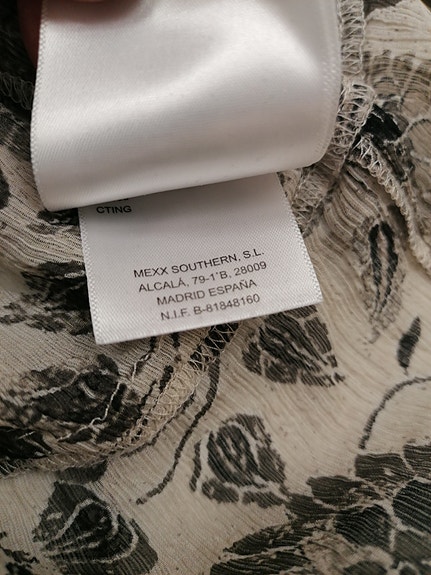 CTING
MEXX SOUTHERN, S.L.
ALCALÁ, 79-1°B, 28009
MADRID ESPAÑA
N.I.F. B-81848160